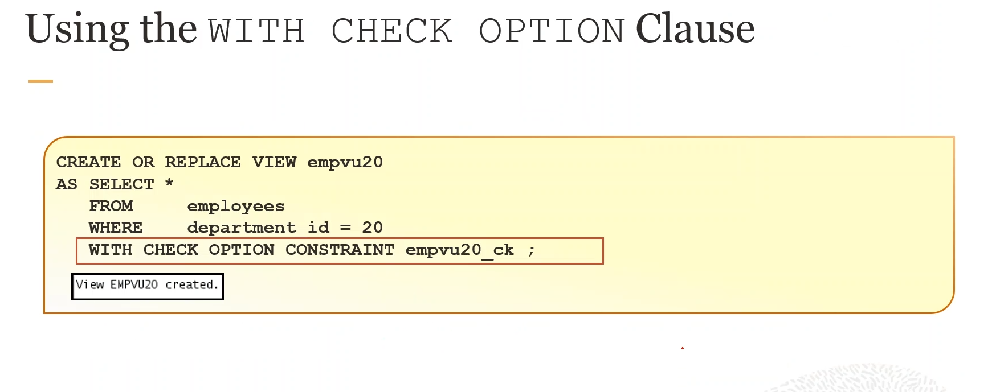 Using the WITH CHECK OPTION Clause
CREATE OR REPLACE VIEW empvu20
AS SELECT *
FROM employees
WHERE department_id = 20
WITH CHECK OPTION CONSTRAINT empvu20_ck ;
View EMPVU20 created.